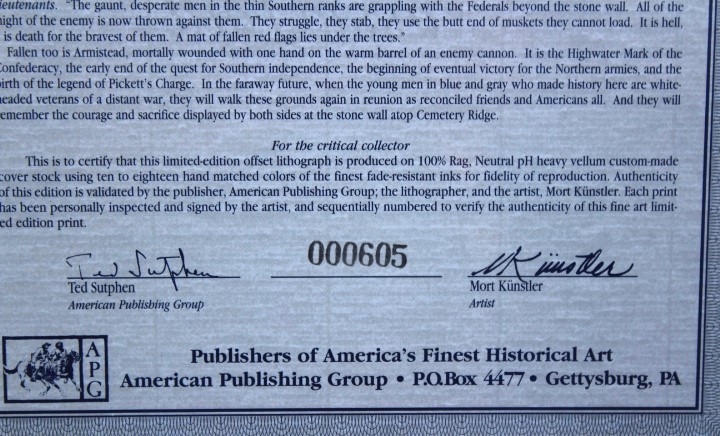 lieutenants. "The gaunt, desperate men in the thin Southern ranks are grappling with the Federals beyond the stone wall. All of the
might of the enemy is now thrown against them. They struggle, they stab, they use the butt end of muskets they cannot load. It is hell,
is death for the bravest of them. A mat of fallen red flags lies under the trees."
Fallen too is Armistead, mortally wounded with one hand on the warm barrel of an enemy cannon. It is the Highwater Mark of the
Confederacy, the early end of the quest for Southern independence, the beginning of eventual victory for the Northern armies, and the
birth of the legend of Pickett's Charge. In the faraway future, when the young men in blue and gray who made history here are white-
headed veterans of a distant war, they will walk these grounds again in reunion as reconciled friends and Americans all. And they will
remember the courage and sacrifice displayed by both sides at the stone wall atop Cemetery Ridge.
For the critical collector
This is to certify that this limited-edition offset lithograph is produced on 100% Rag, Neutral pH heavy vellum custom-made
cover stock using ten to eighteen hand matched colors of the finest fade-resistant inks for fidelity of reproduction. Authenticity
of this edition is validated by the publisher, American Publishing Group; the lithographer, and the artist, Mort Künstler. Each print
has been personally inspected and signed by the artist, and sequentially numbered to verify the authenticity of this fine art limit-
ed edition print.
Ted Sutphen 000605 M Künstler
Ted Sutphen Mort Künstler
American Publishing Group Artist
APG
Publishers of America's Finest Historical Art
American Publishing Group • P.O.Box 4477 • Gettysburg, PA